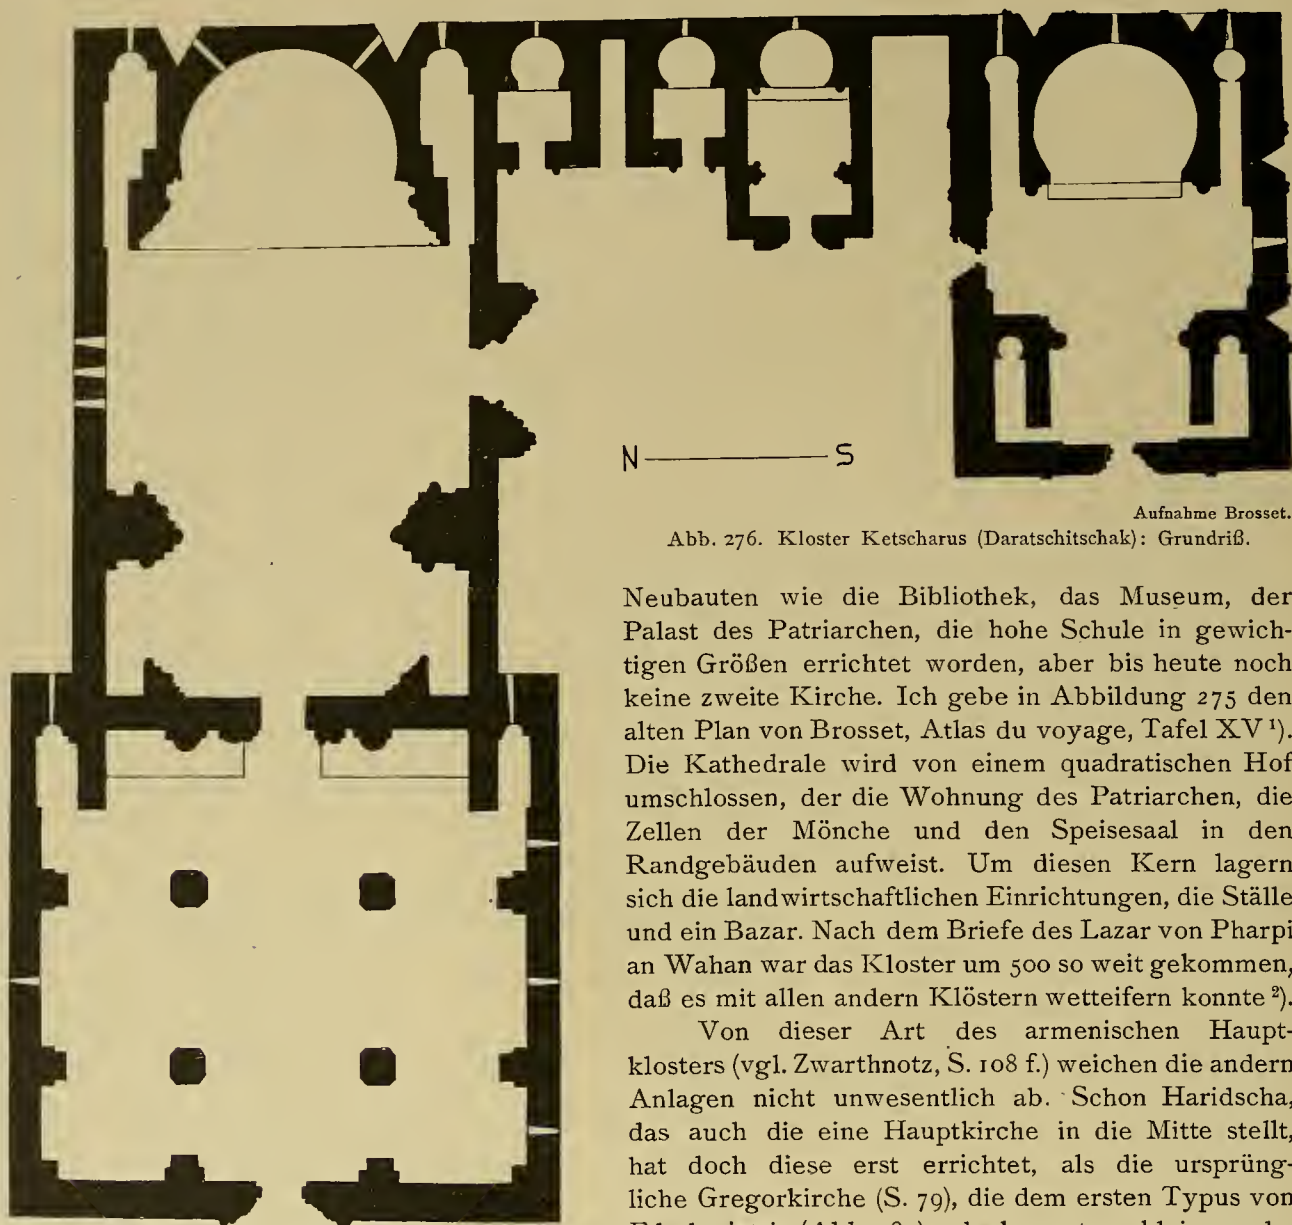 N S
Aufnahme Brosset.
Abb. 276. Kloster Ketscharus (Daratschitschak): Grundriß.
Neubauten wie die Bibliothek, das Museum, der
Palast des Patriarchen, die hohe Schule in gewich-
tigen Größen errichtet worden, aber bis heute noch
keine zweite Kirche. Ich gebe in Abbildung 275 den
alten Plan von Brosset, Atlas du voyage, Tafel XV¹).
Die Kathedrale wird von einem quadratischen Hof
umschlossen, der die Wohnung des Patriarchen, die
Zellen der Mönche und den Speisesaal in den
Randgebäuden aufweist. Um diesen Kern lagern
sich die landwirtschaftlichen Einrichtungen, die Ställe
und ein Bazar. Nach dem Briefe des Lazar von Pharpi
an Wahan war das Kloster um 500 so weit gekommen,
daß es mit allen andern Klöstern wetteifern konnte²).
Von dieser Art des armenischen Haupt-
klosters (vgl. Zwarthnotz, S. 108 f.) weichen die andern
Anlagen nicht unwesentlich ab. Schon Haridscha,
das auch die eine Hauptkirche in die Mitte stellt,
hat doch diese erst errichtet, als die ursprüng-
liche Gregorkirche (S. 79), die dem ersten Typus von